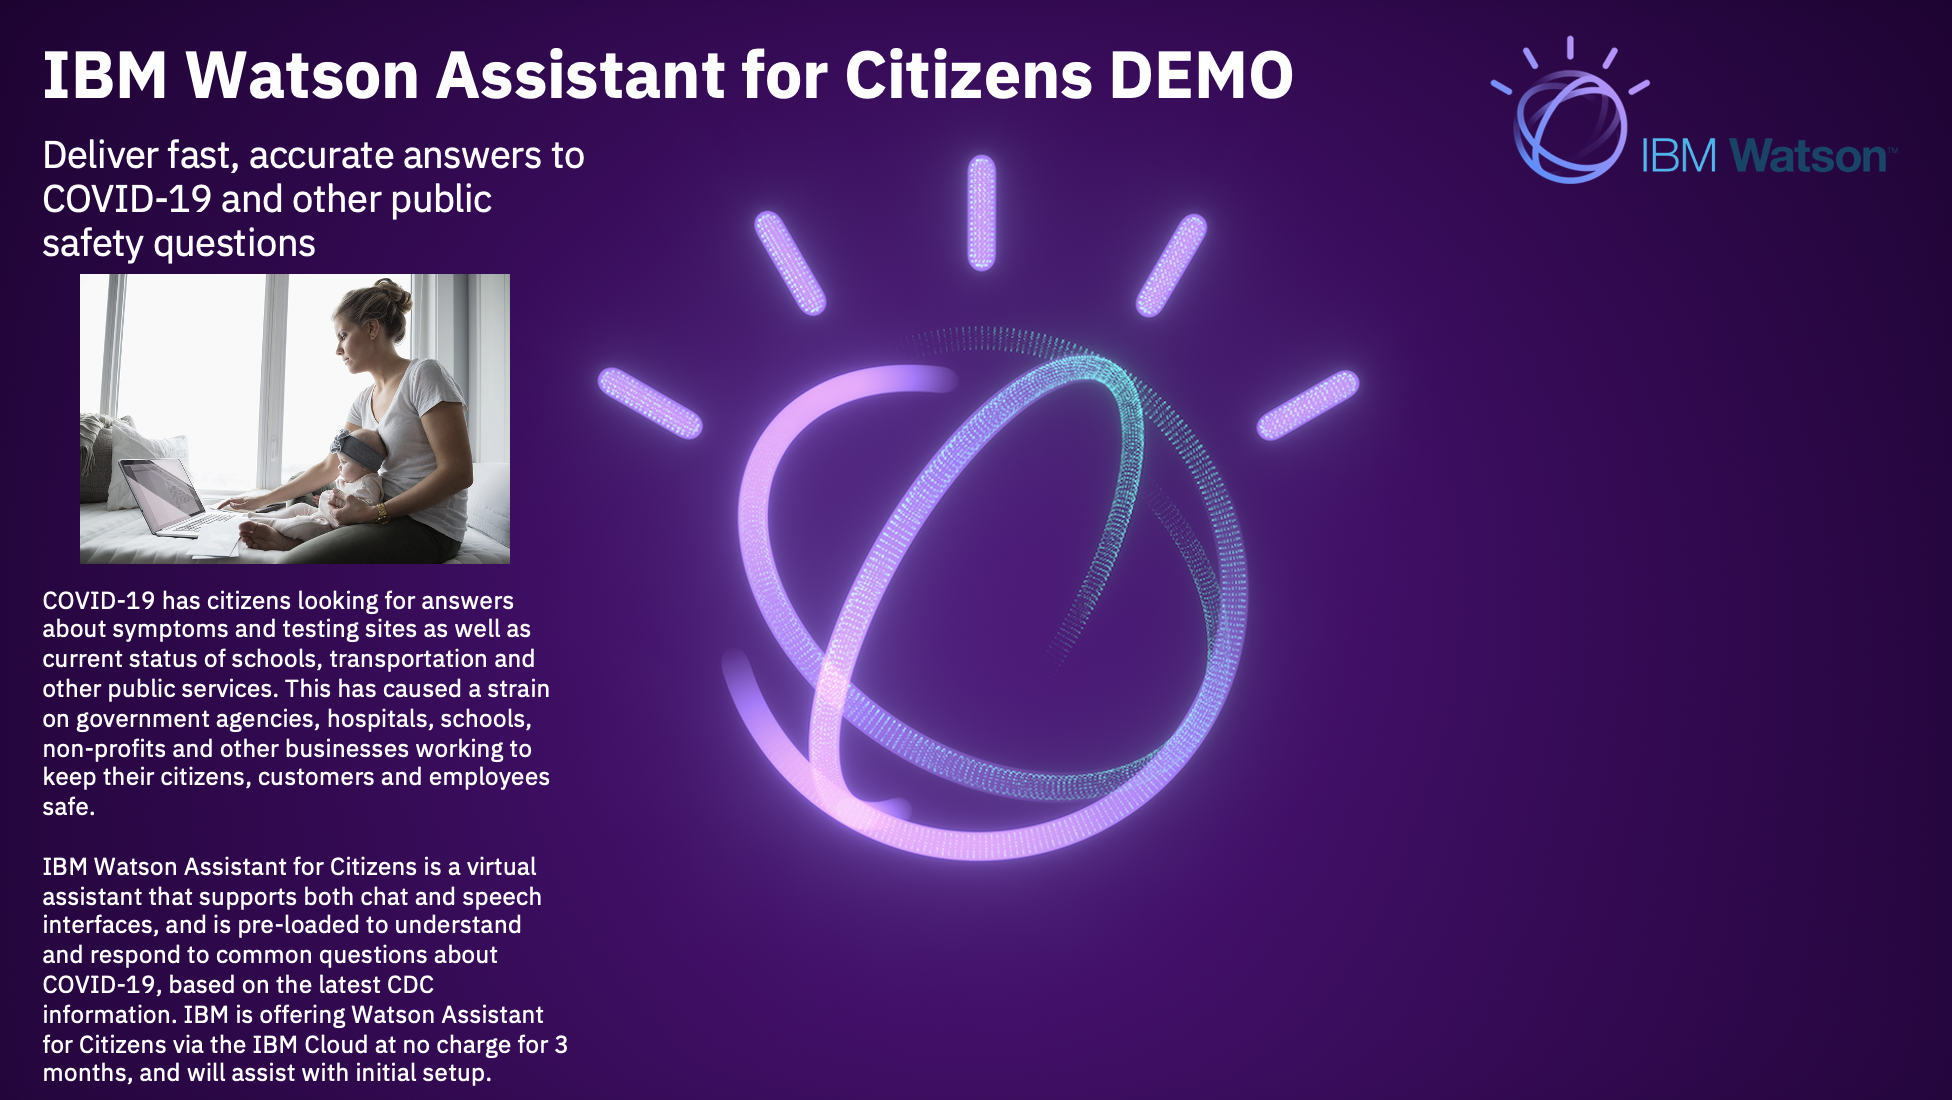 IBM Watson Assistant for Citizens DEMO
IBM Watson™
Deliver fast, accurate answers to
COVID-19 and other public
safety questions
COVID-19 has citizens looking for answers
about symptoms and testing sites as well as
current status of schools, transportation and
other public services. This has caused a strain
on government agencies, hospitals, schools,
non-profits and other businesses working to
keep their citizens, customers and employees
safe.
IBM Watson Assistant for Citizens is a virtual
assistant that supports both chat and speech
interfaces, and is pre-loaded to understand
and respond to common questions about
COVID-19, based on the latest CDC
information. IBM is offering Watson Assistant
for Citizens via the IBM Cloud at no charge for 3
months, and will assist with initial setup.